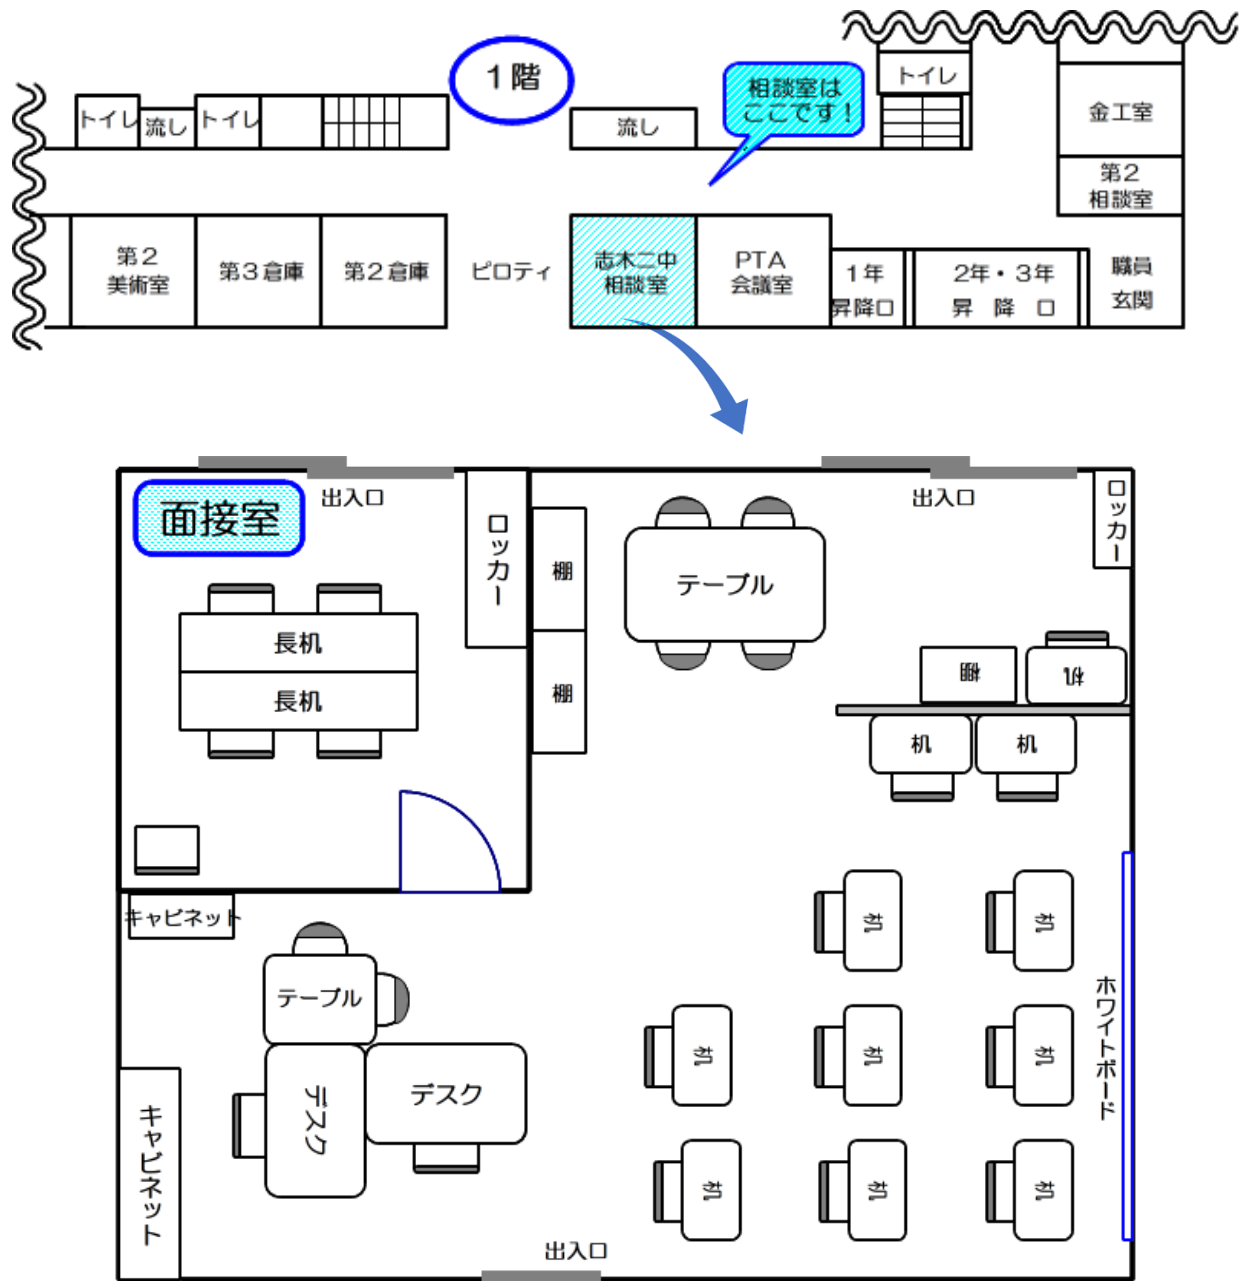 1階
相談室は
ここです！
トイレ
流し
トイレ
流し
トイレ
金工室
第2
相談室
第2
美術室
第3倉庫
第2倉庫
ピロティ
志木二中
相談室
PTA
会議室
1年
昇降口
2年・3年
昇 降 口
職員
玄関
面接室
出入口
ロッカー
棚
棚
長机
長机
テーブル
出入口
ロッカー
棚
机
机
机
キャビネット
テーブル
デスク
デスク
キャビネット
机
机
机
机
机
机
机
机
ホワイトボード
出入口